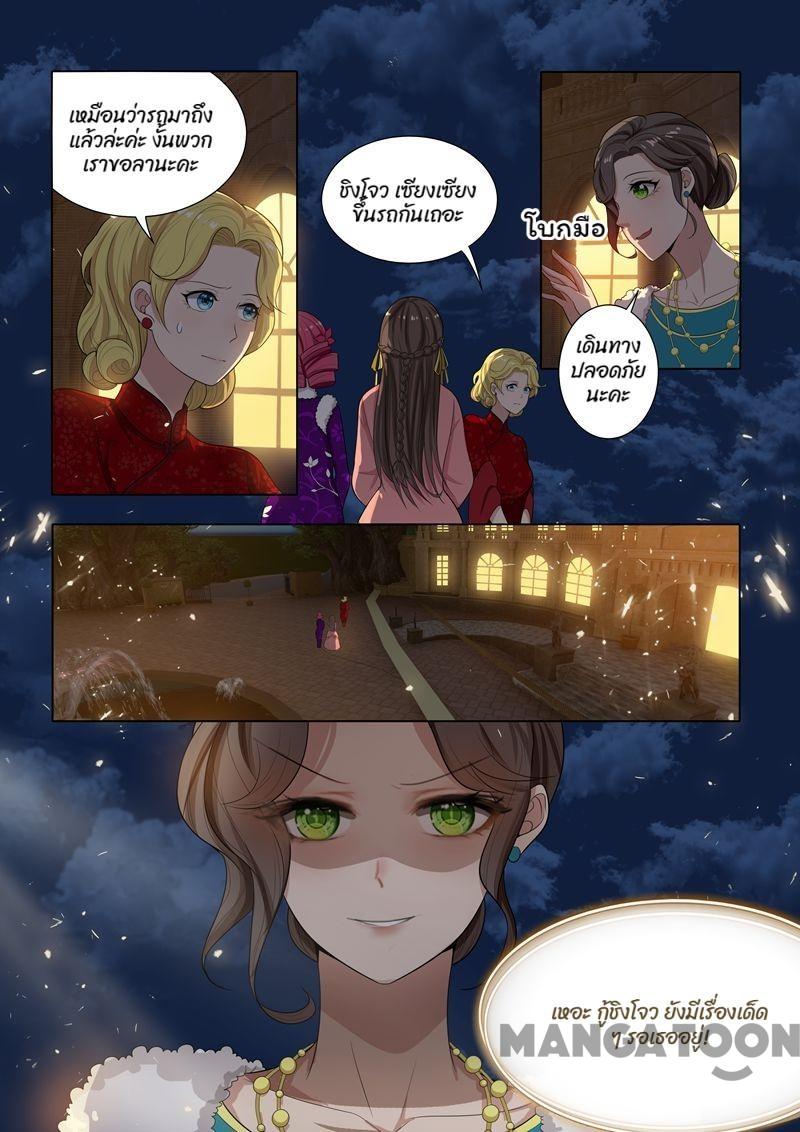 เหมือนว่ารถมาถึง
แล้วล่ะค่ะ งั้นพวก
เราขอลานะคะ
ชิงโจว เซียงเซียง
ขึ้นรถกันเถอะ
โบกมือ
เดินทาง
ปลอดภัย
นะคะ
เหอะ กู้ชิงโจว ยังมีเรื่องเด็ด
ๆ รอเธออยู่!
MANGATOON